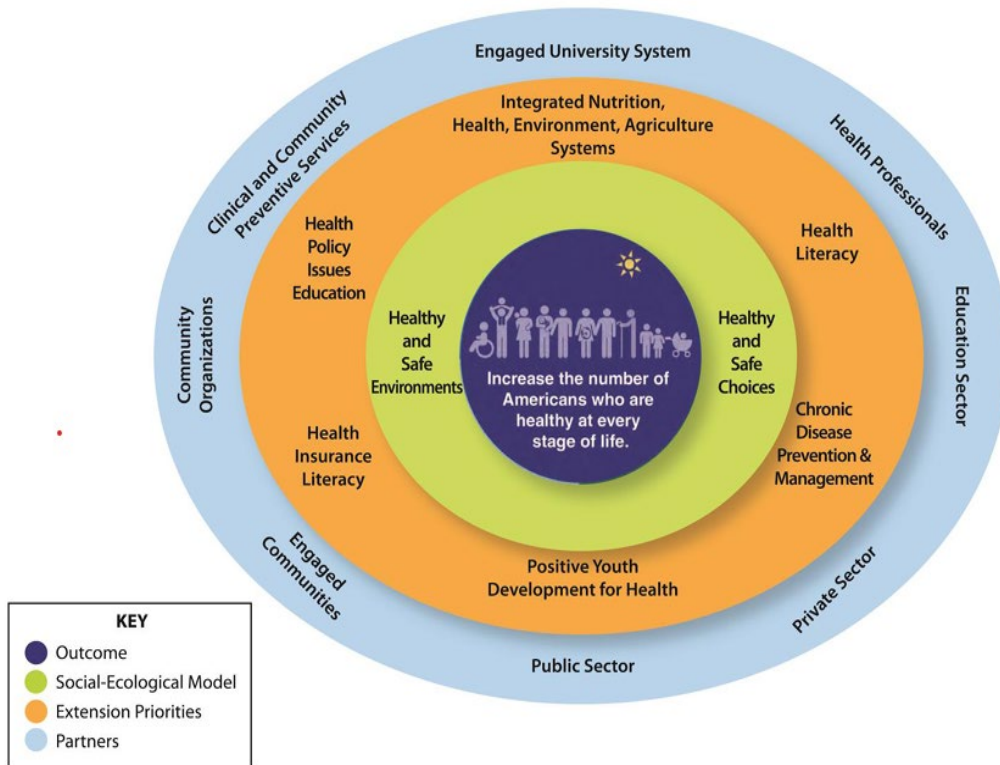 Engaged University System
Clinical and Community
Preventive Services
Health Professionals
Community
Organizations
Education Sector
Engaged
Communities
Private Sector
Public Sector
Integrated Nutrition,
Health, Environment, Agriculture
Systems
Health
Policy
Issues
Education
Health
Literacy
Health
Insurance
Literacy
Chronic
Disease
Prevention &
Management
Positive Youth
Development for Health
Healthy
and
Safe
Environments
Healthy
and
Safe
Choices
Increase the number of
Americans who are
healthy at every
stage of life.
KEY
Outcome
Social-Ecological Model
Extension Priorities
Partners